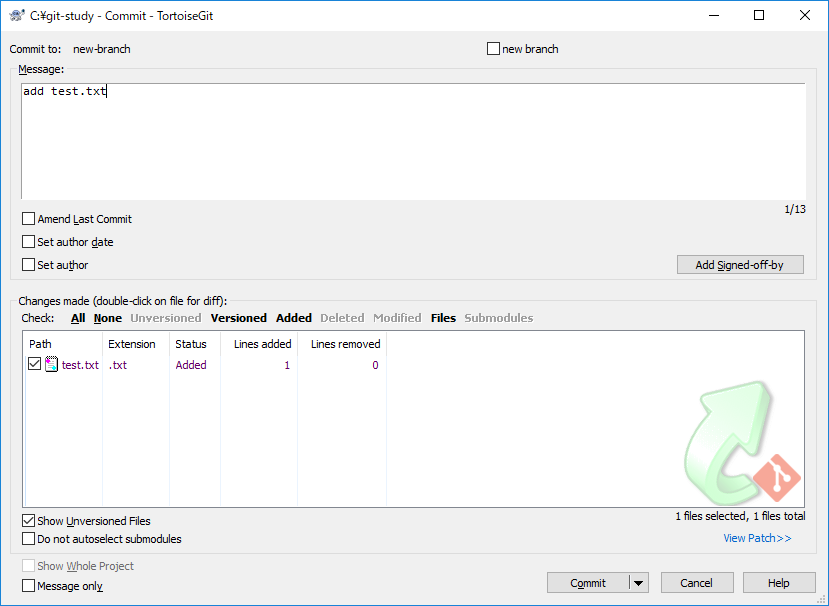 C:¥git-study - Commit - TortoiseGit
Commit to: new-branch new branch
Message:
add test.txt
1/13
Amend Last Commit
Set author date
Set author
Add Signed-off-by
Changes made (double-click on file for diff):
Check: All None Unversioned Versioned Added Deleted Modified Files Submodules
Path Extension Status Lines added Lines removed
test.txt .txt Added 1 0
Show Unversioned Files
1 files selected, 1 files total
Do not autoselect submodules
View Patch>>
Show Whole Project
Message only
Commit Cancel Help